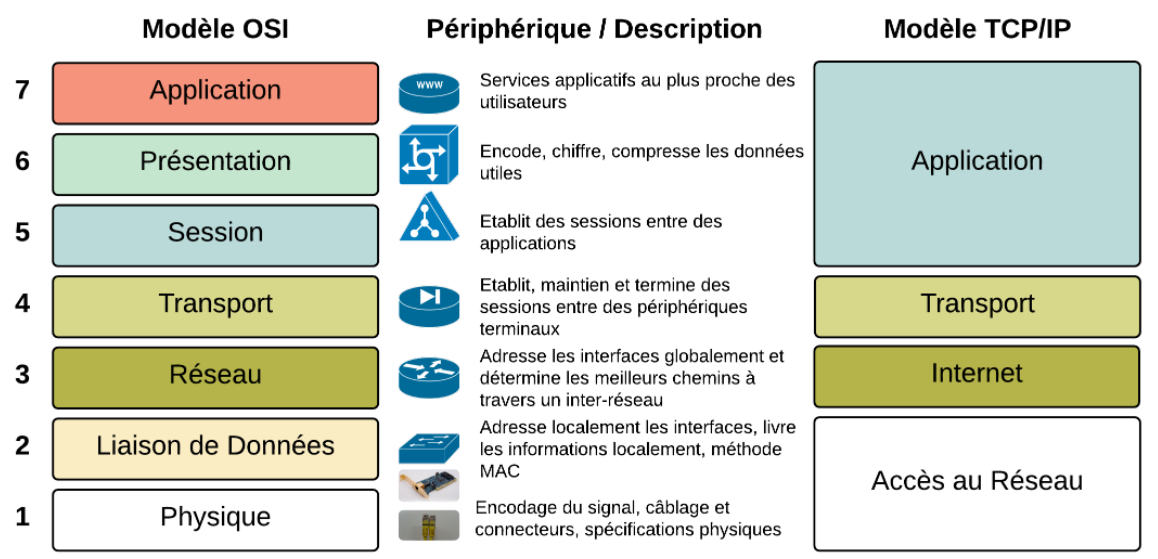 Modèle OSI
Périphérique / Description
Modèle TCP/IP
7
Application
www
Services applicatifs au plus proche des
utilisateurs
6
Présentation
Encode, chiffre, compresse les données
utiles
Application
5
Session
Etablit des sessions entre des
applications
4
Transport
Etablit, maintien et termine des
sessions entre des périphériques
terminaux
Transport
3
Réseau
Adresse les interfaces globalement et
détermine les meilleurs chemins à
travers un inter-réseau
Internet
2
Liaison de Données
Adresse localement les interfaces, livre
les informations localement, méthode
MAC
Accès au Réseau
1
Physique
Encodage du signal, câblage et
connecteurs, spécifications physiques